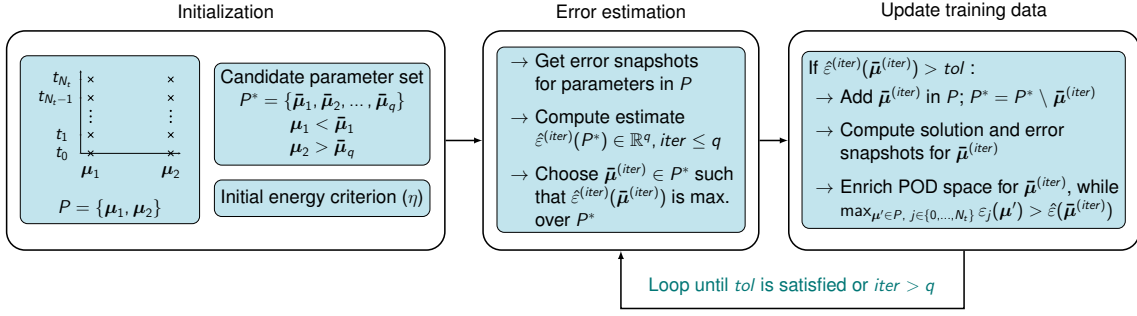 Initialization
t_{N_t}
t_{N_t−1}
⋮ ⋮
t_1
t_0
μ_1 μ_2
P = {μ_1, μ_2}
Candidate parameter set
P* = {μ̄_1, μ̄_2, ..., μ̄_q}
μ_1 < μ̄_1
μ_2 > μ̄_q
Initial energy criterion (η)
Error estimation
→ Get error snapshots
for parameters in P
→ Compute estimate
ε̂^{(iter)}(P*) ∈ ℝ^q, iter ≤ q
→ Choose μ̄^{(iter)} ∈ P* such
that ε̂^{(iter)}(μ̄^{(iter)}) is max.
over P*
Update training data
If ε̂^{(iter)}(μ̄^{(iter)}) > tol :
→ Add μ̄^{(iter)} in P; P* = P* \ μ̄^{(iter)}
→ Compute solution and error
snapshots for μ̄^{(iter)}
→ Enrich POD space for μ̄^{(iter)}, while
max_{μ′∈P, j∈{0,...,N_t}} ε_j(μ′) > ε̂(μ̄^{(iter)})
Loop until tol is satisfied or iter > q